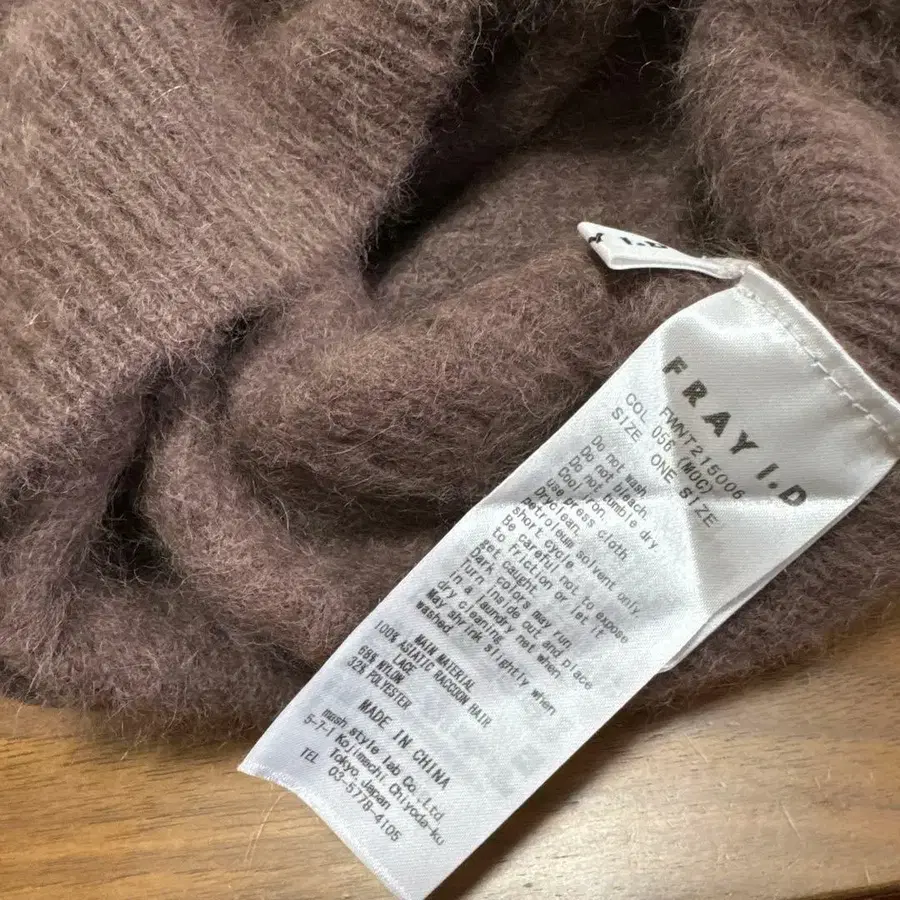 FRAY I.D
FWNT215006
COL 056 (MOC)
SIZE ONE SIZE
Do not wash.
Do not bleach.
Do not tumble dry
Cool iron.
use press cloth.
Dryclean,
petroleum solvent only,
short cycle.
Be careful not to expose
to friction or let it
get caught.
Dark colors may run
Turn inside out and place
in a laundry net when
dry cleaning.
May shrink slightly when
washed.
MAIN MATERIAL
100% ASIATIC RACCOON HAIR
LACE
68% NYLON
32% POLYESTER
MADE IN CHINA
mash style lab Co.,Ltd
5-7-1 Kojimachi, Chiyoda-ku
Tokyo, Japan
TEL 03-5778-4105